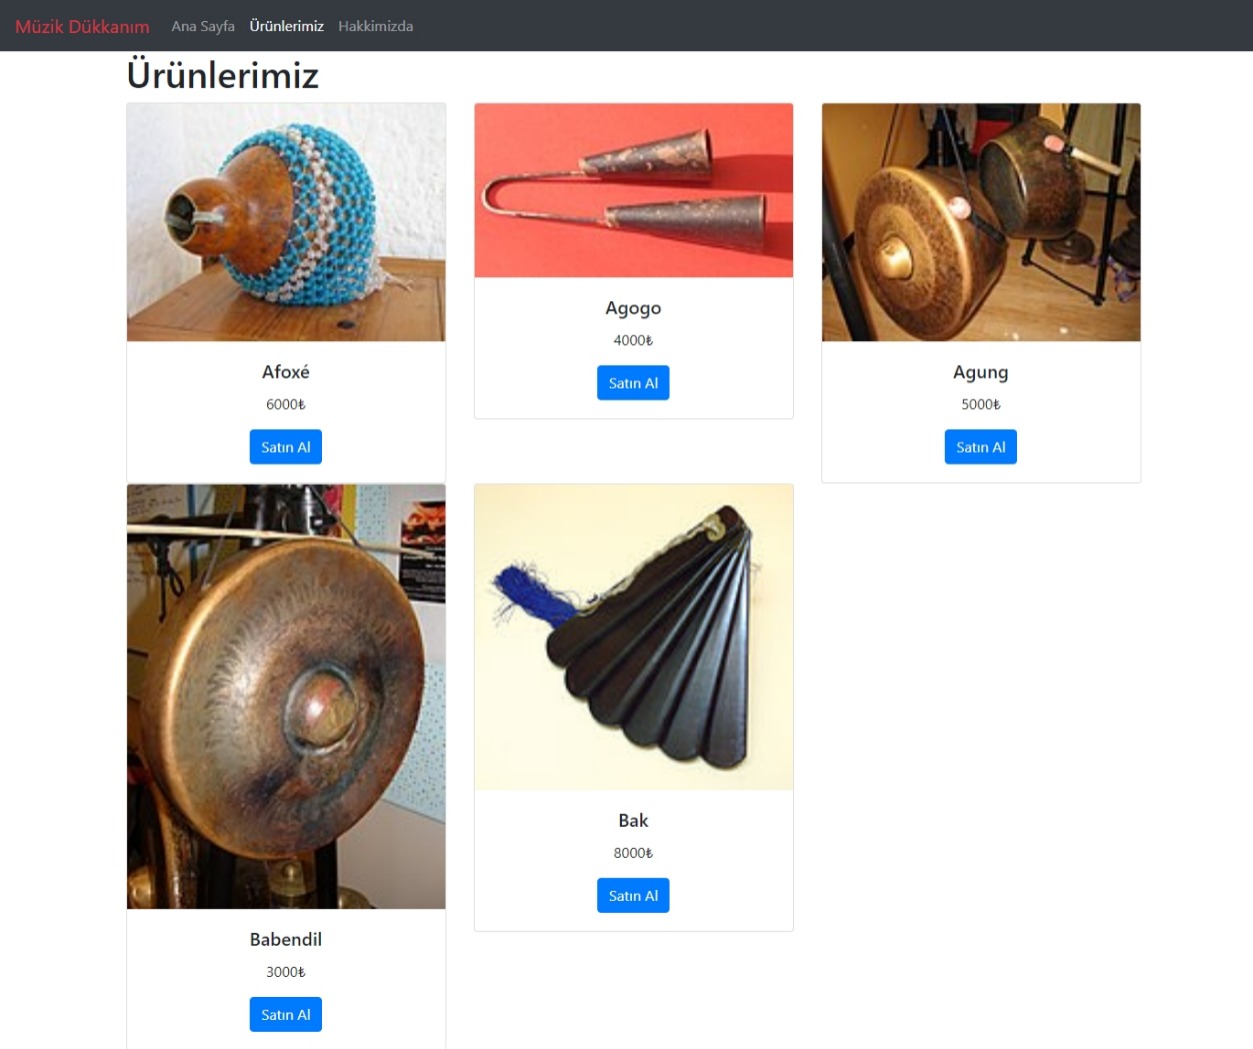 Müzik Dükkanım Ana Sayfa Ürünlerimiz Hakkimizda
Ürünlerimiz
Afoxé
6000₺
Satın Al
Agogo
4000₺
Satın Al
Agung
5000₺
Satın Al
Babendil
3000₺
Satın Al
Bak
8000₺
Satın Al